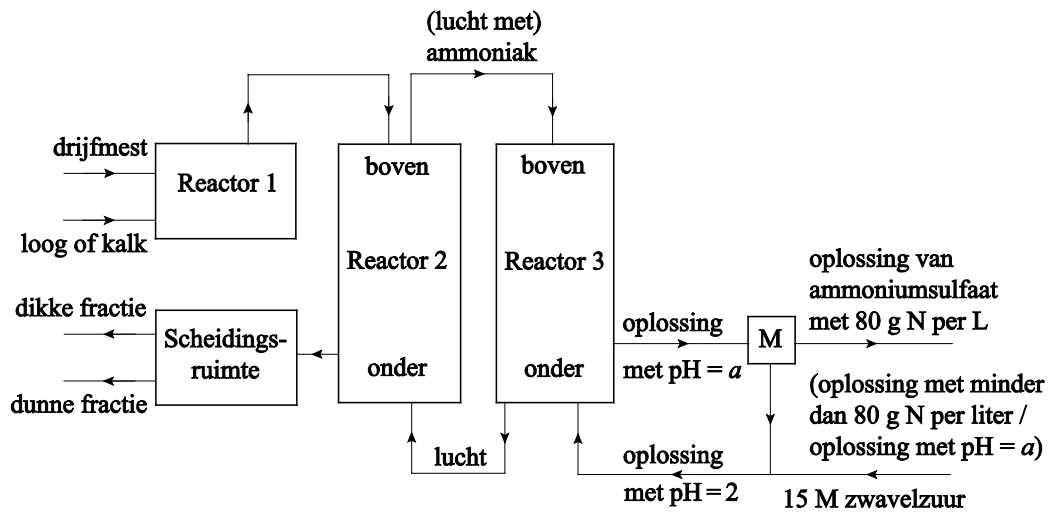 (lucht met)
ammoniak
drijfmest
Reactor 1
loog of kalk
boven
Reactor 2
onder
boven
Reactor 3
onder
dikke fractie
Scheidings-
ruimte
dunne fractie
lucht
oplossing
met pH = a
M
oplossing van
ammoniumsulfaat
met 80 g N per L
(oplossing met minder
dan 80 g N per liter /
oplossing met pH = a)
oplossing
met pH = 2
15 M zwavelzuur